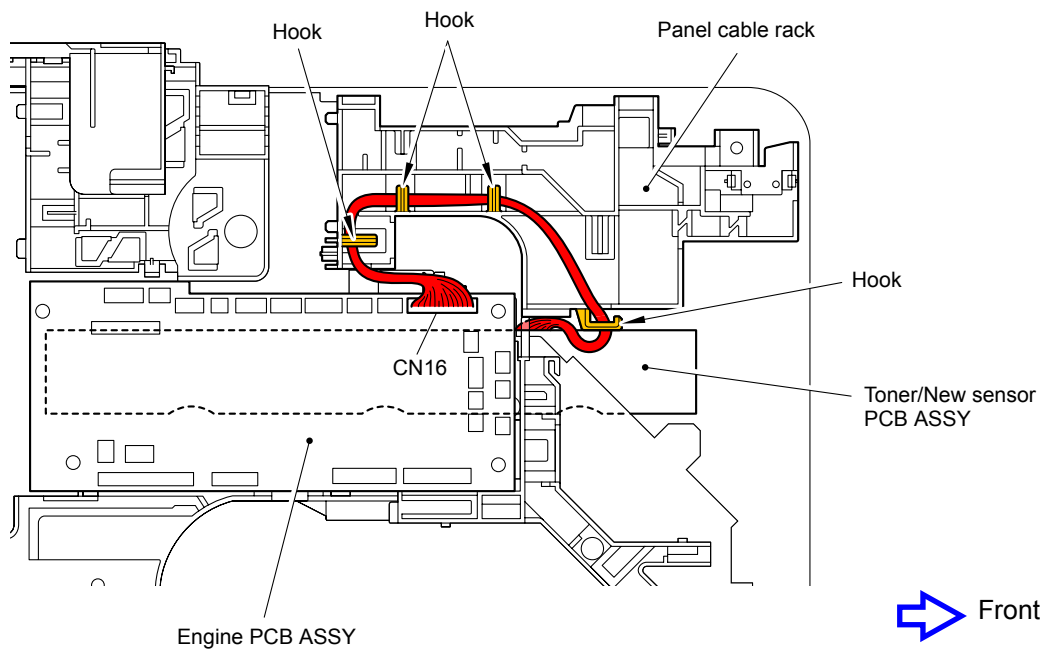 Hook
Hook
Panel cable rack
Hook
CN16
Toner/New sensor
PCB ASSY
Front
Engine PCB ASSY